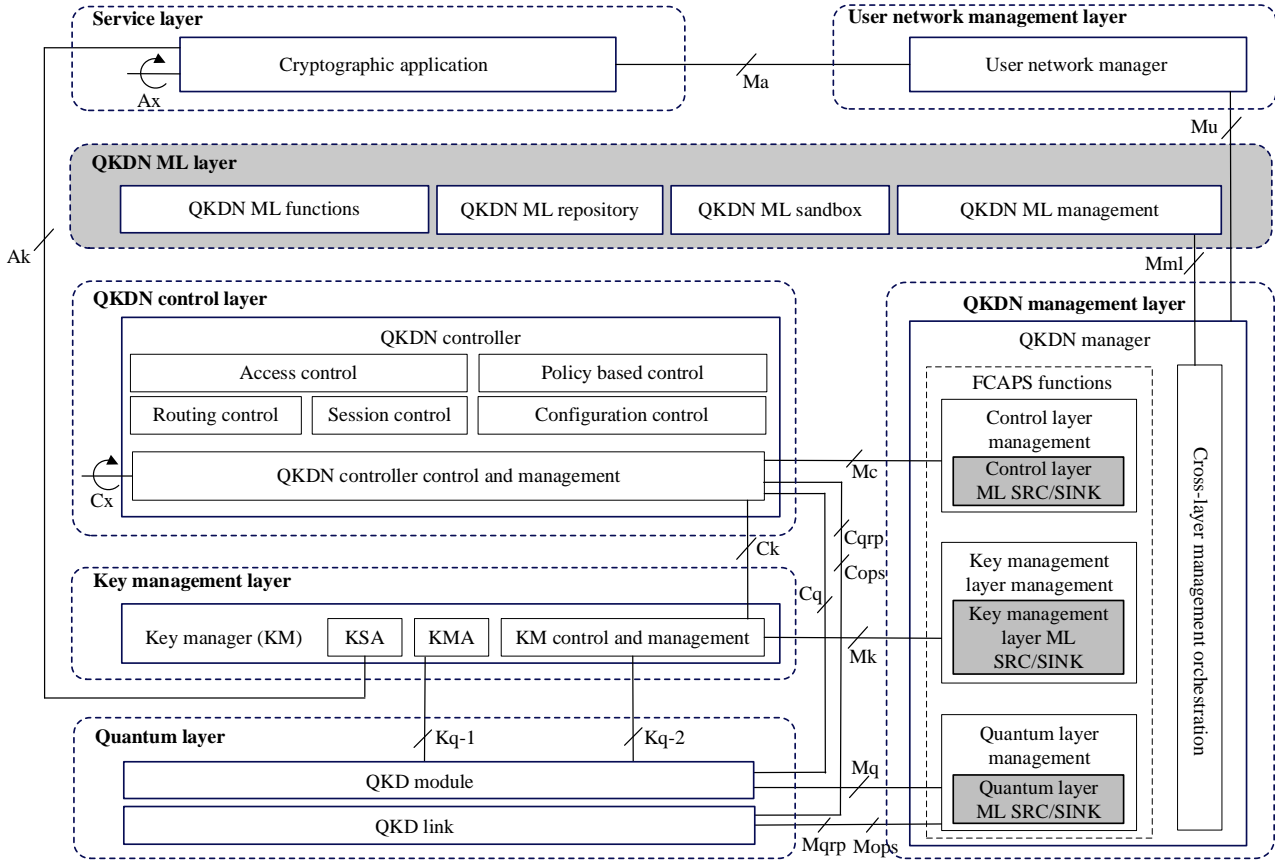 Service layer
User network management layer
Cryptographic application
User network manager
Ax
Ma
Mu
QKDN ML layer
QKDN ML functions
QKDN ML repository
QKDN ML sandbox
QKDN ML management
Ak
Mml
QKDN control layer
QKDN management layer
QKDN controller
QKDN manager
Access control
Policy based control
FCAPS functions
Routing control
Session control
Configuration control
Control layer
management
QKDN controller control and management
Mc
Control layer
ML SRC/SINK
Cx
Cross-layer management orchestration
Ck
Cqrp
Cops
Key management layer
Cq
Key management
layer management
Key manager (KM)
KSA
KMA
KM control and management
Mk
Key management
layer ML
SRC/SINK
Quantum layer
Kq-1
Kq-2
Quantum layer
management
QKD module
Mq
Quantum layer
ML SRC/SINK
QKD link
Mqrp
Mops